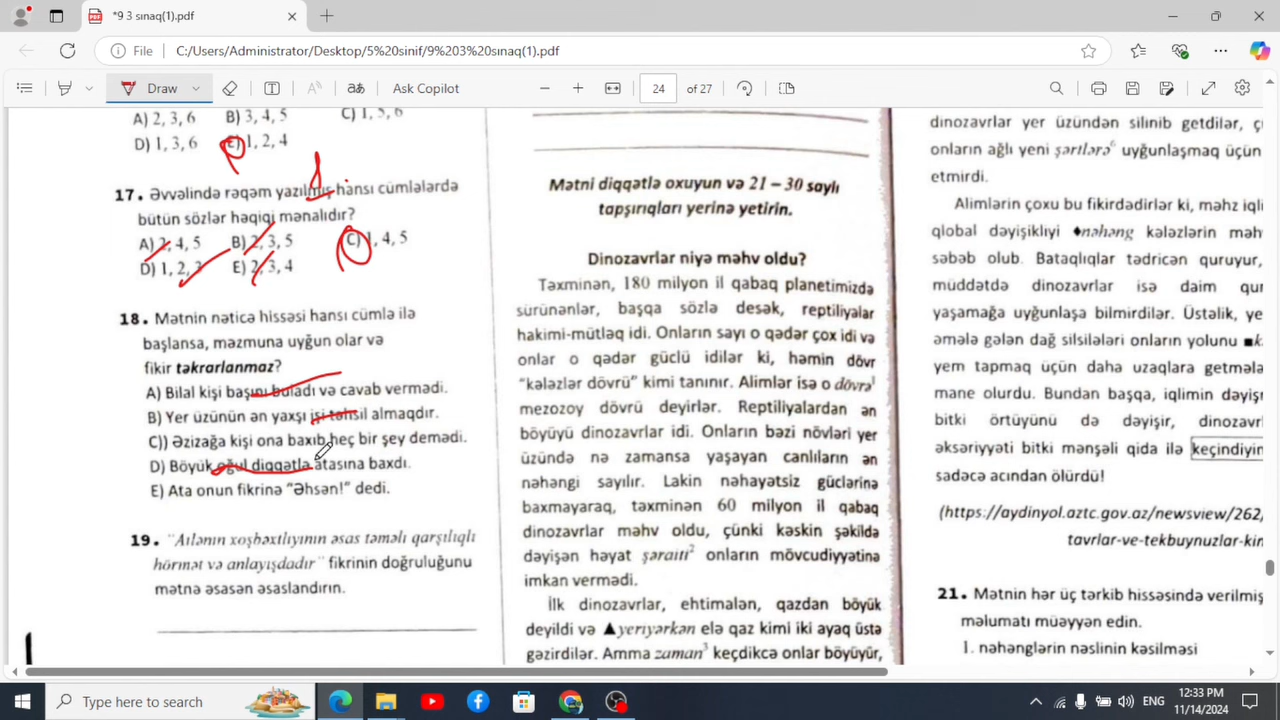 *9 3 sınaq(1).pdf
File
C:/Users/Administrator/Desktop/5%20sinif/9%203%20sınaq(1).pdf
Draw
Ask Copilot
24 of 27
A) 2, 3, 6 B) 3, 4, 5 C) 1, 5, 6
D) 1, 3, 6 E) 1, 2, 4
17. Əvvəlində rəqəm yazılmış hansı cümlələrdə
bütün sözlər həqiqi mənalıdır?
A) 2, 4, 5 B) 2, 3, 5 C) 1, 4, 5
D) 1, 2, 3 E) 2, 3, 4
18. Mətnin nəticə hissəsi hansı cümlə ilə
başlansa, məzmuna uyğun olar və
fikir təkrarlanmaz?
A) Bilal kişi başını buladı və cavab vermədi.
B) Yer üzünün ən yaxşı işi təhsil almaqdır.
C)) Əzizağa kişi ona baxıb heç bir şey demədi.
D) Böyük oğul diqqətlə atasına baxdı.
E) Ata onun fikrinə "Əhsən!" dedi.
19. "Ailənin xoşbəxtliyinin əsas təməli qarşılıqlı
hörmət və anlayışdadır" fikrinin doğruluğunu
mətnə əsasən əsaslandırın.
Mətni diqqətlə oxuyun və 21 – 30 saylı
tapşırıqları yerinə yetirin.
Dinozavrlar niyə məhv oldu?
Təxminən, 180 milyon il qabaq planetimizdə
sürünənlər, başqa sözlə desək, reptiliyalar
hakimi-mütləq idi. Onların sayı o qədər çox idi və
onlar o qədər güclü idilər ki, həmin dövr
"kələzlər dövrü" kimi tanınır. Alimlər isə o dövrə¹
mezozoy dövrü deyirlər. Reptiliyalardan ən
böyüyü dinozavrlar idi. Onların bəzi növləri yer
üzündə nə zamansa yaşayan canlıların ən
nəhəngi sayılır. Lakin nəhayətsiz güclərinə
baxmayaraq, təxminən 60 milyon il qabaq
dinozavrlar məhv oldu, çünki kəskin şəkildə
dəyişən həyat şəraiti² onların mövcudiyyətinə
imkan vermədi.
İlk dinozavrlar, ehtimalən, qazdan böyük
deyildi və ▲yeriyərkən elə qaz kimi iki ayaq üstə
gəzirdilər. Amma zaman³ keçdikcə onlar böyüyür,
dinozavrlar yer üzündən silinib getdilər, ç
onların ağlı yeni şərtlərə⁶ uyğunlaşmaq üçün
etmirdi.
Alimlərin çoxu bu fikirdədirlər ki, məhz iqli
qlobal dəyişikliyi ♦nəhəng kələzlərin məh
səbəb olub. Bataqlıqlar tədricən quruyur,
müddətdə dinozavrlar isə daim qur
yaşamağa uyğunlaşa bilmirdilər. Üstəlik, ye
əmələ gələn dağ silsilələri onların yolunu ■k
yem tapmaq üçün daha uzaqlara getmələ
mane olurdu. Bundan başqa, iqlimin dəyiş
bitki örtüyünü də dəyişir, dinozavr
əksəriyyəti bitki mənşəli qida ilə keçindiyin
sadəcə acından ölürdü!
(https://aydinyol.aztc.gov.az/newsview/262,
tavrlar-ve-tekbuynuzlar-kim
21. Mətnin hər üç tərkib hissəsində verilmiş
məlumatı müəyyən edin.
1. nəhənglərin nəslinin kəsilməsi
Type here to search
ENG
12:33 PM
11/14/2024